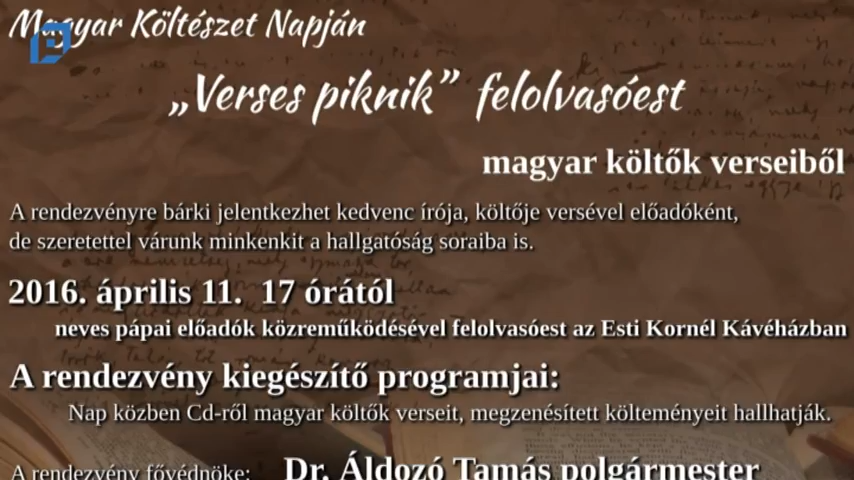 Magyar Költészet Napján
„Verses piknik” felolvasóest
magyar költők verseiből
A rendezvényre bárki jelentkezhet kedvenc írója, költője versével előadóként,
de szeretettel várunk minkenkit a hallgatóság soraiba is.
2016. április 11. 17 órától
neves pápai előadók közreműködésével felolvasóest az Esti Kornél Kávéházban
A rendezvény kiegészítő programjai:
Nap közben Cd-ről magyar költők verseit, megzenésített költeményeit hallhatják.
A rendezvény fővédnöke: Dr. Áldozó Tamás polgármester